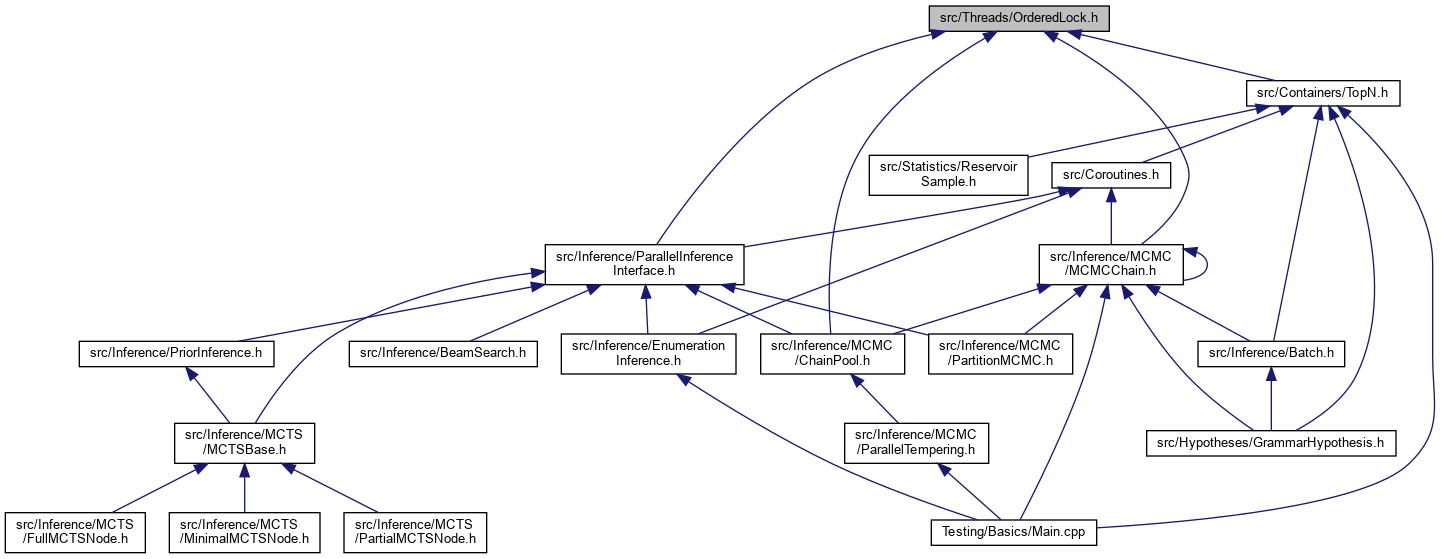 src/Threads/OrderedLock.h
src/Containers/TopN.h
src/Statistics/Reservoir
Sample.h
src/Coroutines.h
src/Inference/ParallelInference
Interface.h
src/Inference/MCMC
/MCMCChain.h
src/Inference/PriorInference.h
src/Inference/BeamSearch.h
src/Inference/Enumeration
Inference.h
src/Inference/MCMC
/ChainPool.h
src/Inference/MCMC
/PartitionMCMC.h
src/Inference/Batch.h
src/Inference/MCTS
/MCTSBase.h
src/Inference/MCMC
/ParallelTempering.h
src/Hypotheses/GrammarHypothesis.h
src/Inference/MCTS
/FullMCTSNode.h
src/Inference/MCTS
/MinimalMCTSNode.h
src/Inference/MCTS
/PartialMCTSNode.h
Testing/Basics/Main.cpp